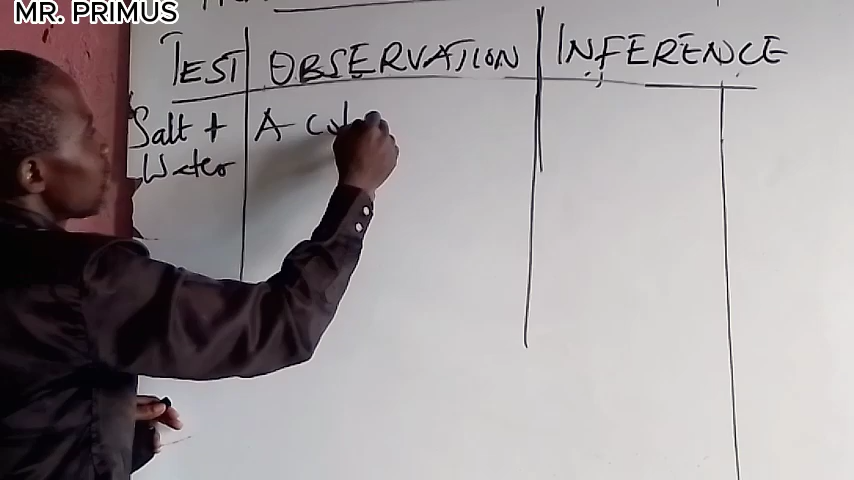 MR. PRIMUS
TEST OBSERVATION INFERENCE
Salt + A
Water